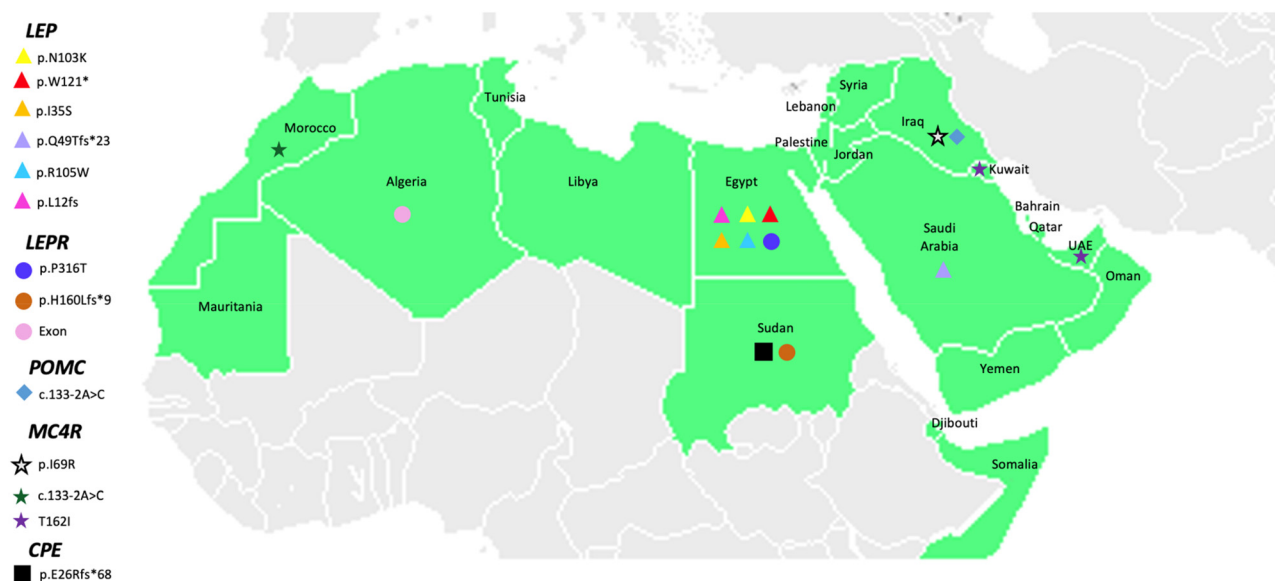 LEP
p.N103K
p.W121*
p.I35S
p.Q49Tfs*23
p.R105W
p.L12fs
LEPR
p.P316T
p.H160Lfs*9
Exon
POMC
c.133-2A>C
MC4R
p.I69R
c.133-2A>C
T162I
CPE
p.E26Rfs*68
Morocco
Algeria
Tunisia
Libya
Egypt
Mauritania
Sudan
Syria
Lebanon
Iraq
Palestine
Jordan
Kuwait
Bahrain
Qatar
Saudi
Arabia
UAE
Oman
Yemen
Djibouti
Somalia